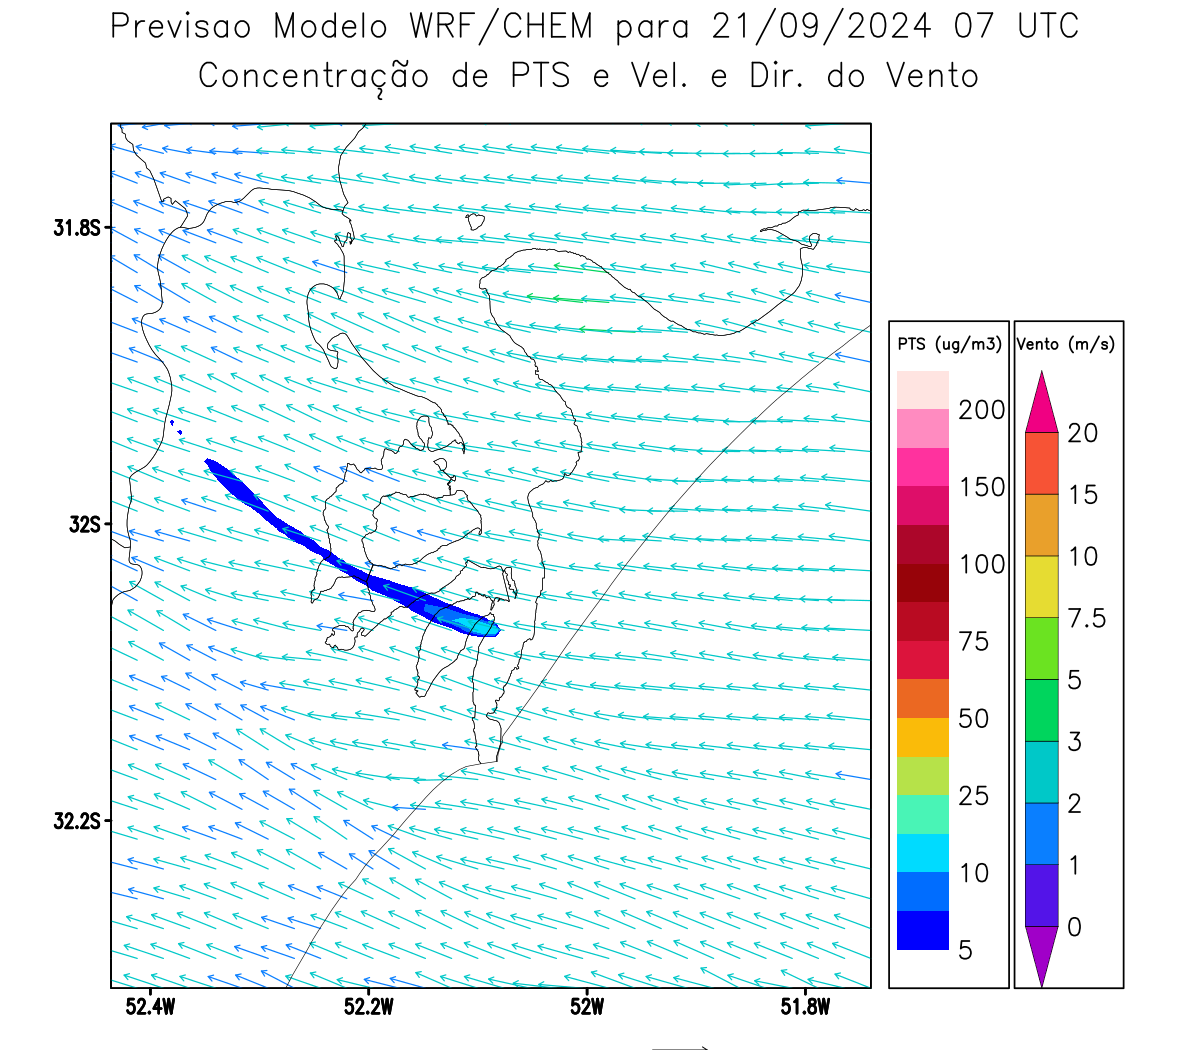 Previsao Modelo WRF/CHEM para 21/09/2024 07 UTC
Concentração de PTS e Vel. e Dir. do Vento
31.8S
32S
32.2S
52.4W 52.2W 52W 51.8W
PTS (ug/m3)
200
150
100
75
50
25
10
5
Vento (m/s)
20
15
10
7.5
5
3
2
1
0